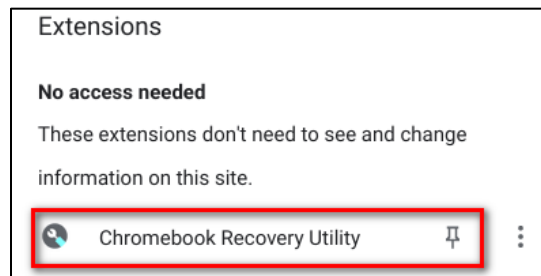 Extensions
No access needed
These extensions don't need to see and change
information on this site.
Chromebook Recovery Utility